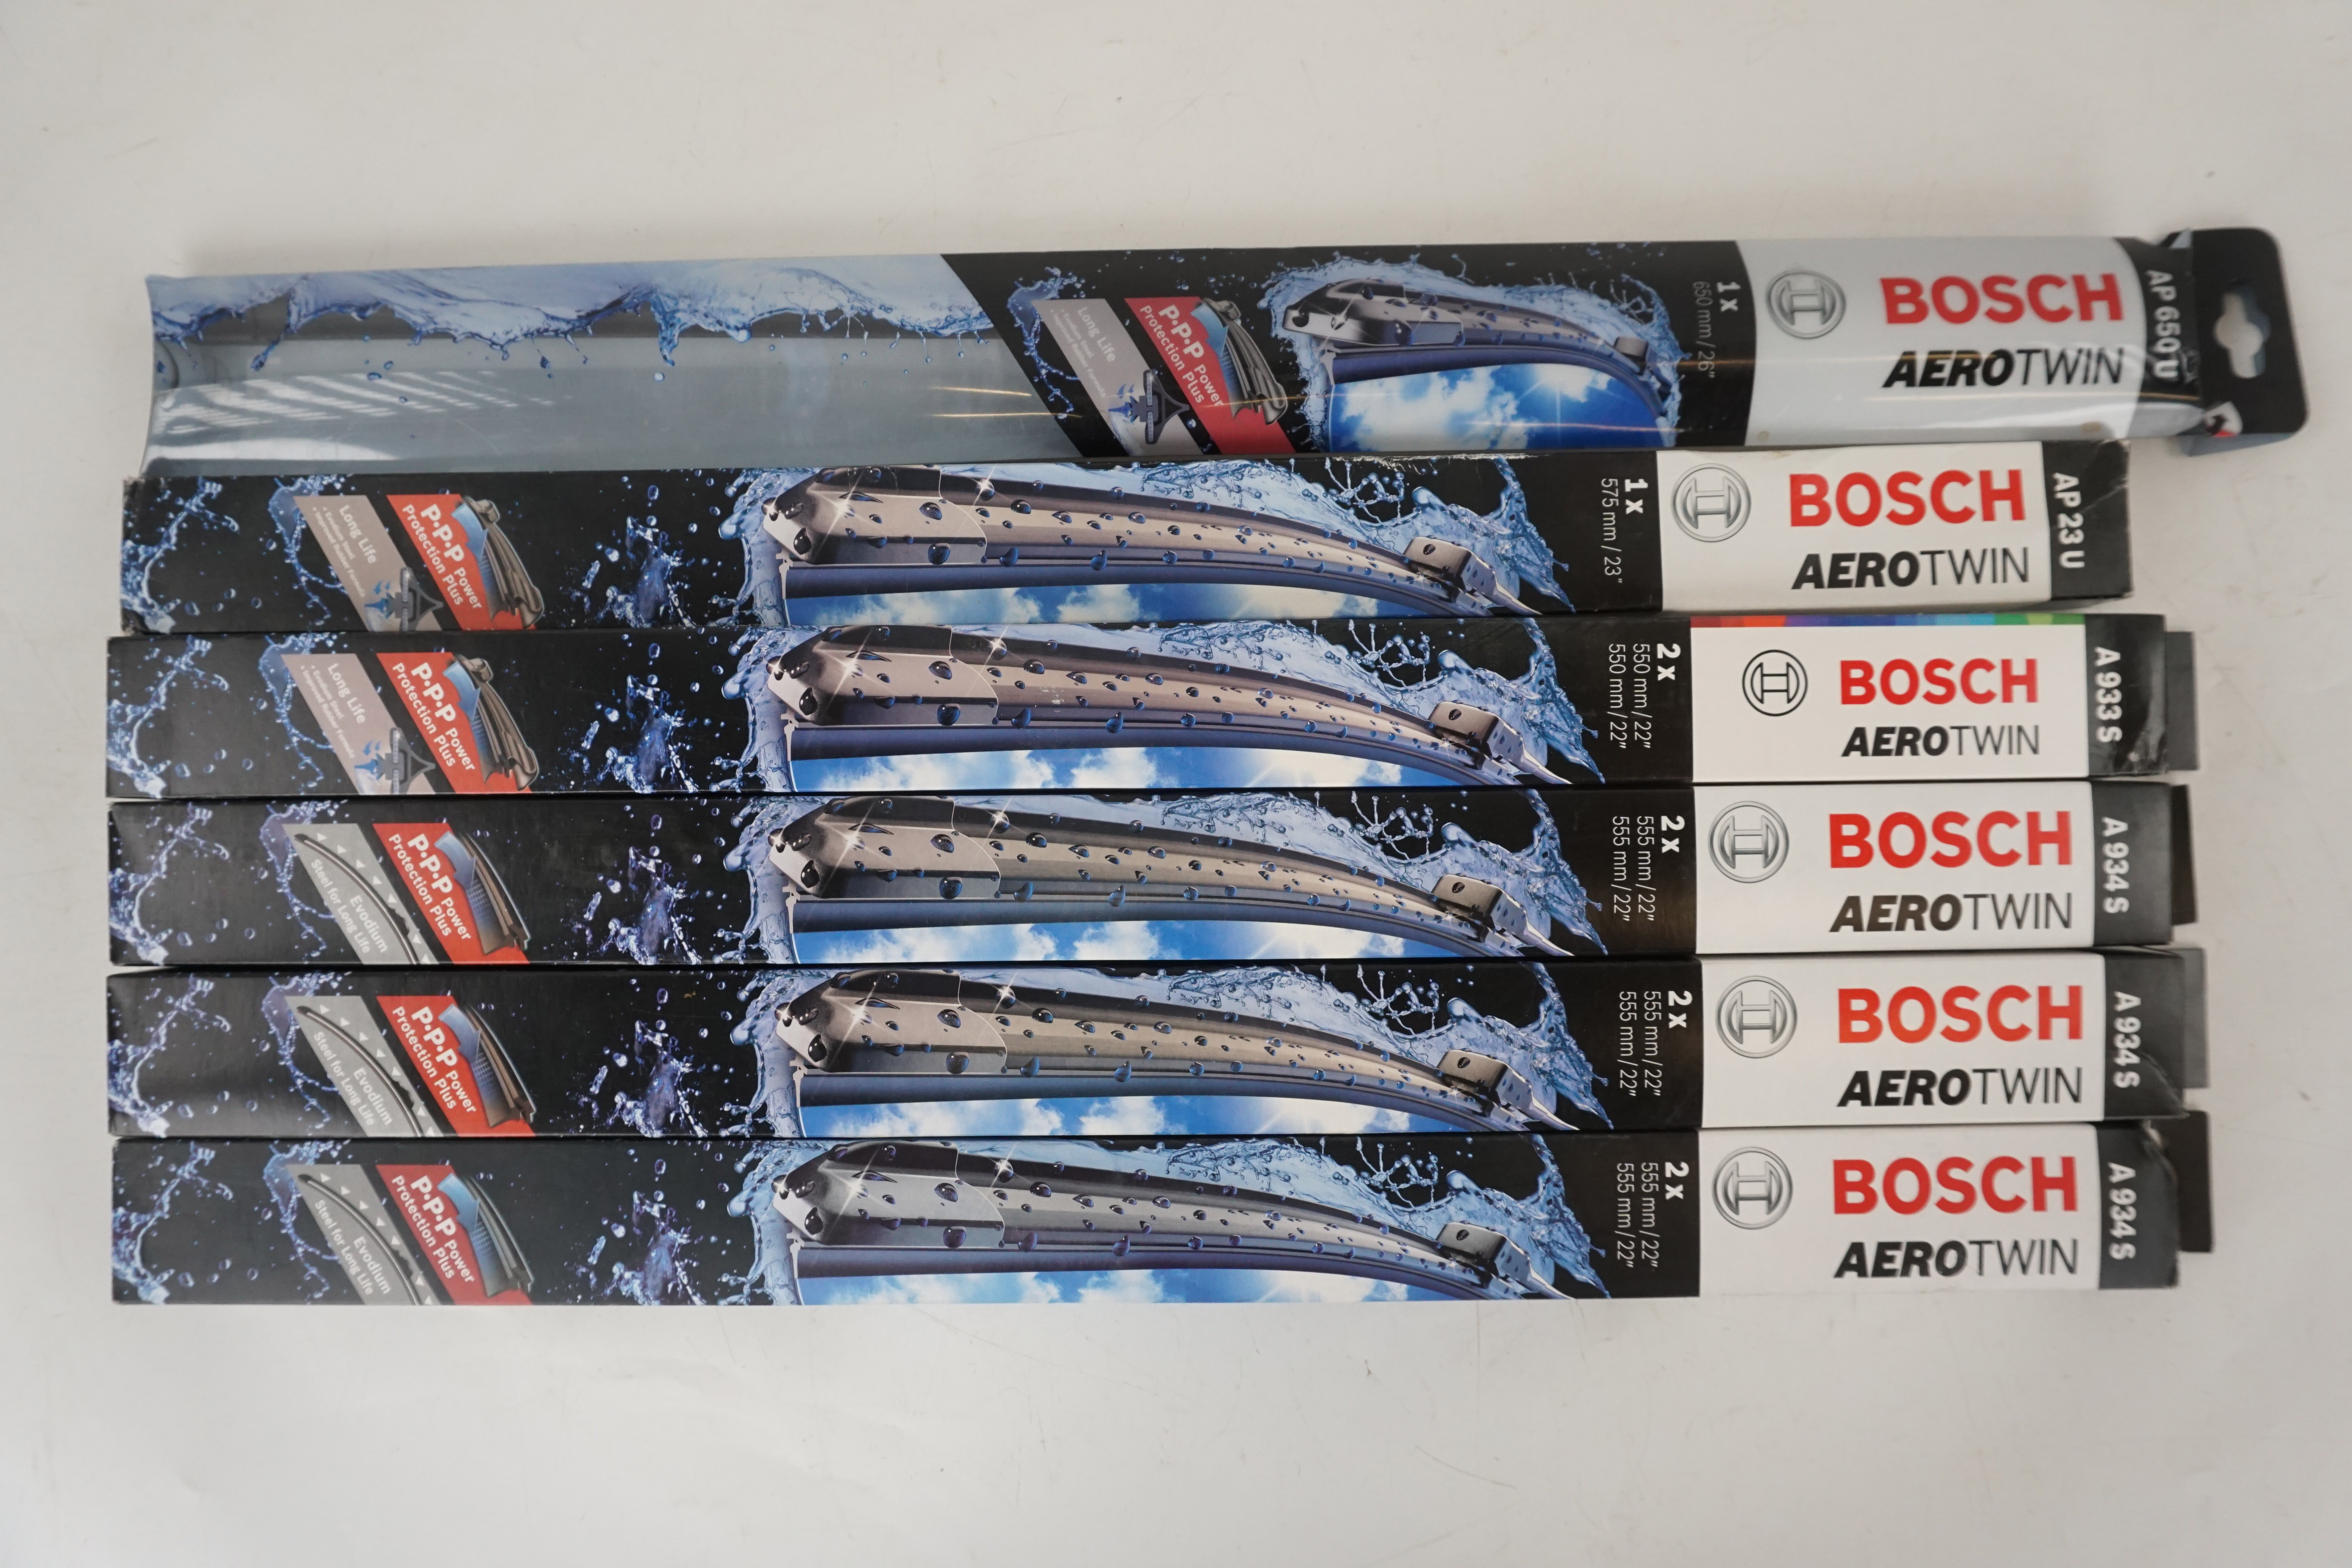 Long Life
P·P·P Power
Protection Plus
1 x
650 mm / 26"
BOSCH
AEROTWIN
AP 650 U
Long Life
P·P·P Power
Protection Plus
1 x
575 mm / 23"
BOSCH
AEROTWIN
AP 23 U
Long Life
P·P·P Power
Protection Plus
2 x
550 mm / 22"
550 mm / 22"
BOSCH
AEROTWIN
A 933 S
Evodium
Steel for Long Life
P·P·P Power
Protection Plus
2 x
555 mm / 22"
555 mm / 22"
BOSCH
AEROTWIN
A 934 S
Evodium
Steel for Long Life
P·P·P Power
Protection Plus
2 x
555 mm / 22"
555 mm / 22"
BOSCH
AEROTWIN
A 934 S
Evodium
Steel for Long Life
P·P·P Power
Protection Plus
2 x
555 mm / 22"
555 mm / 22"
BOSCH
AEROTWIN
A 934 S